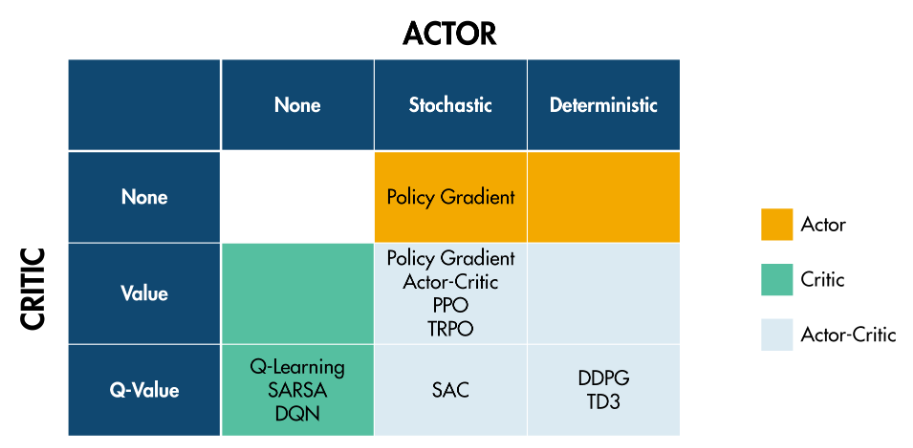 ACTOR
None
Stochastic
Deterministic
CRITIC
None
Policy Gradient
Value
Policy Gradient
Actor-Critic
PPO
TRPO
Q-Value
Q-Learning
SARSA
DQN
SAC
DDPG
TD3
Actor
Critic
Actor-Critic